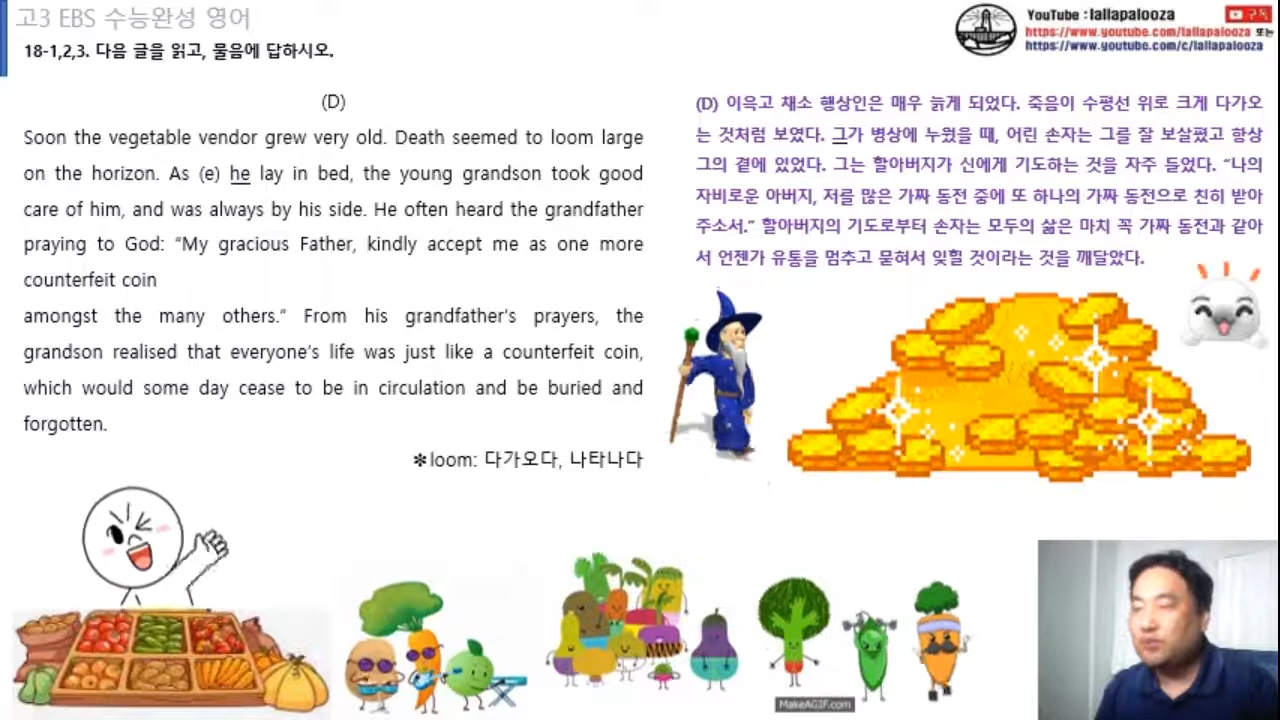 고3 EBS 수능완성 영어
18-1,2,3. 다음 글을 읽고, 물음에 답하시오.
YouTube : lallapalooza
구독
https://www.youtube.com/lallapalooza 또는
https://www.youtube.com/c/lallapalooza
(D)
Soon the vegetable vendor grew very old. Death seemed to loom large
on the horizon. As (e) he lay in bed, the young grandson took good
care of him, and was always by his side. He often heard the grandfather
praying to God: “My gracious Father, kindly accept me as one more
counterfeit coin
amongst the many others.” From his grandfather’s prayers, the
grandson realised that everyone’s life was just like a counterfeit coin,
which would some day cease to be in circulation and be buried and
forgotten.
✻loom: 다가오다, 나타나다
(D) 이윽고 채소 행상인은 매우 늙게 되었다. 죽음이 수평선 위로 크게 다가오
는 것처럼 보였다. 그가 병상에 누웠을 때, 어린 손자는 그를 잘 보살폈고 항상
그의 곁에 있었다. 그는 할아버지가 신에게 기도하는 것을 자주 들었다. “나의
자비로운 아버지, 저를 많은 가짜 동전 중에 또 하나의 가짜 동전으로 친히 받아
주소서.” 할아버지의 기도로부터 손자는 모두의 삶은 마치 꼭 가짜 동전과 같아
서 언젠가 유통을 멈추고 묻혀서 잊힐 것이라는 것을 깨달았다.
MakeAGIF.com